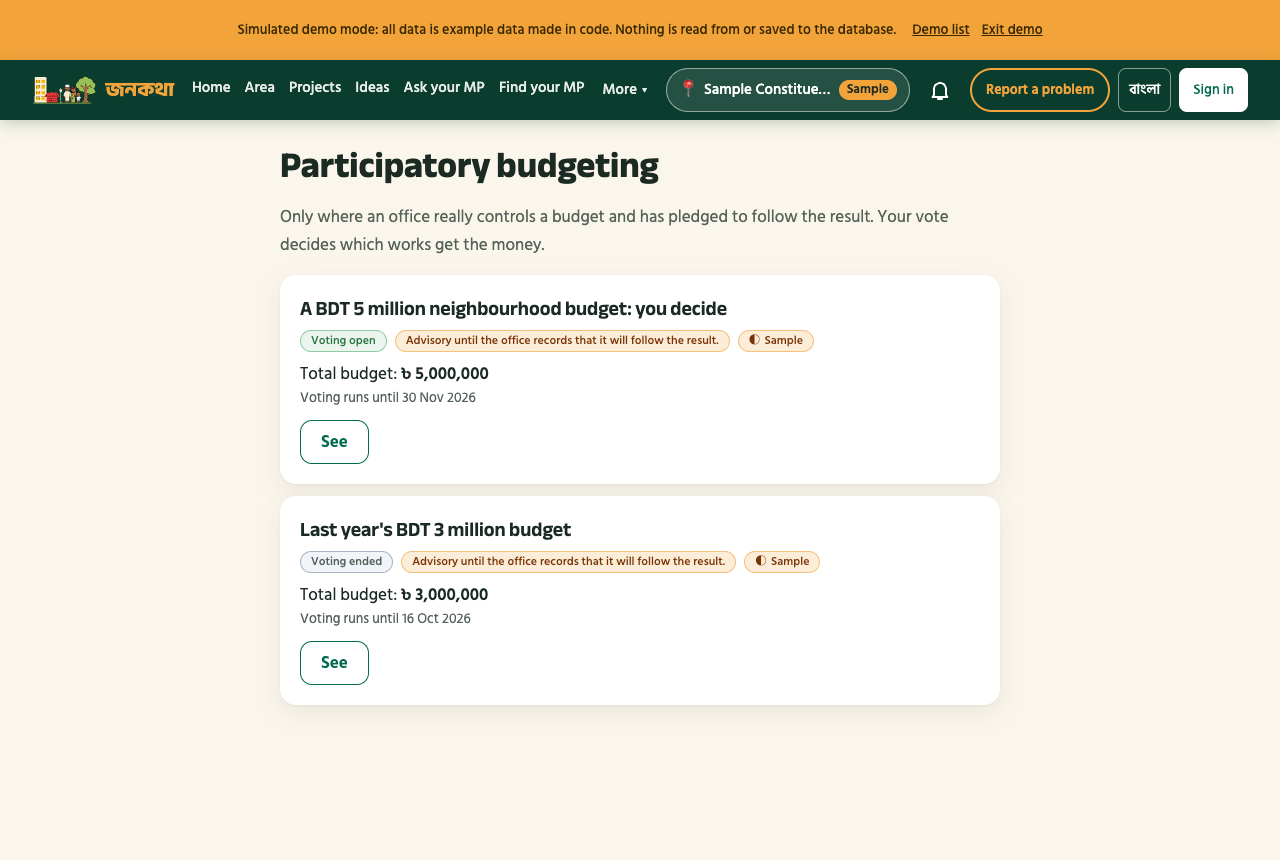 Simulated demo mode: all data is example data made in code. Nothing is read from or saved to the database. Demo list Exit demo
জনকথা Home Area Projects Ideas Ask your MP Find your MP More ▾ Sample Constitue... Sample Report a problem বাংলা Sign in
Participatory budgeting
Only where an office really controls a budget and has pledged to follow the result. Your vote
decides which works get the money.
A BDT 5 million neighbourhood budget: you decide
Voting open Advisory until the office records that it will follow the result. Sample
Total budget: ৳ 5,000,000
Voting runs until 30 Nov 2026
See
Last year's BDT 3 million budget
Voting ended Advisory until the office records that it will follow the result. Sample
Total budget: ৳ 3,000,000
Voting runs until 16 Oct 2026
See